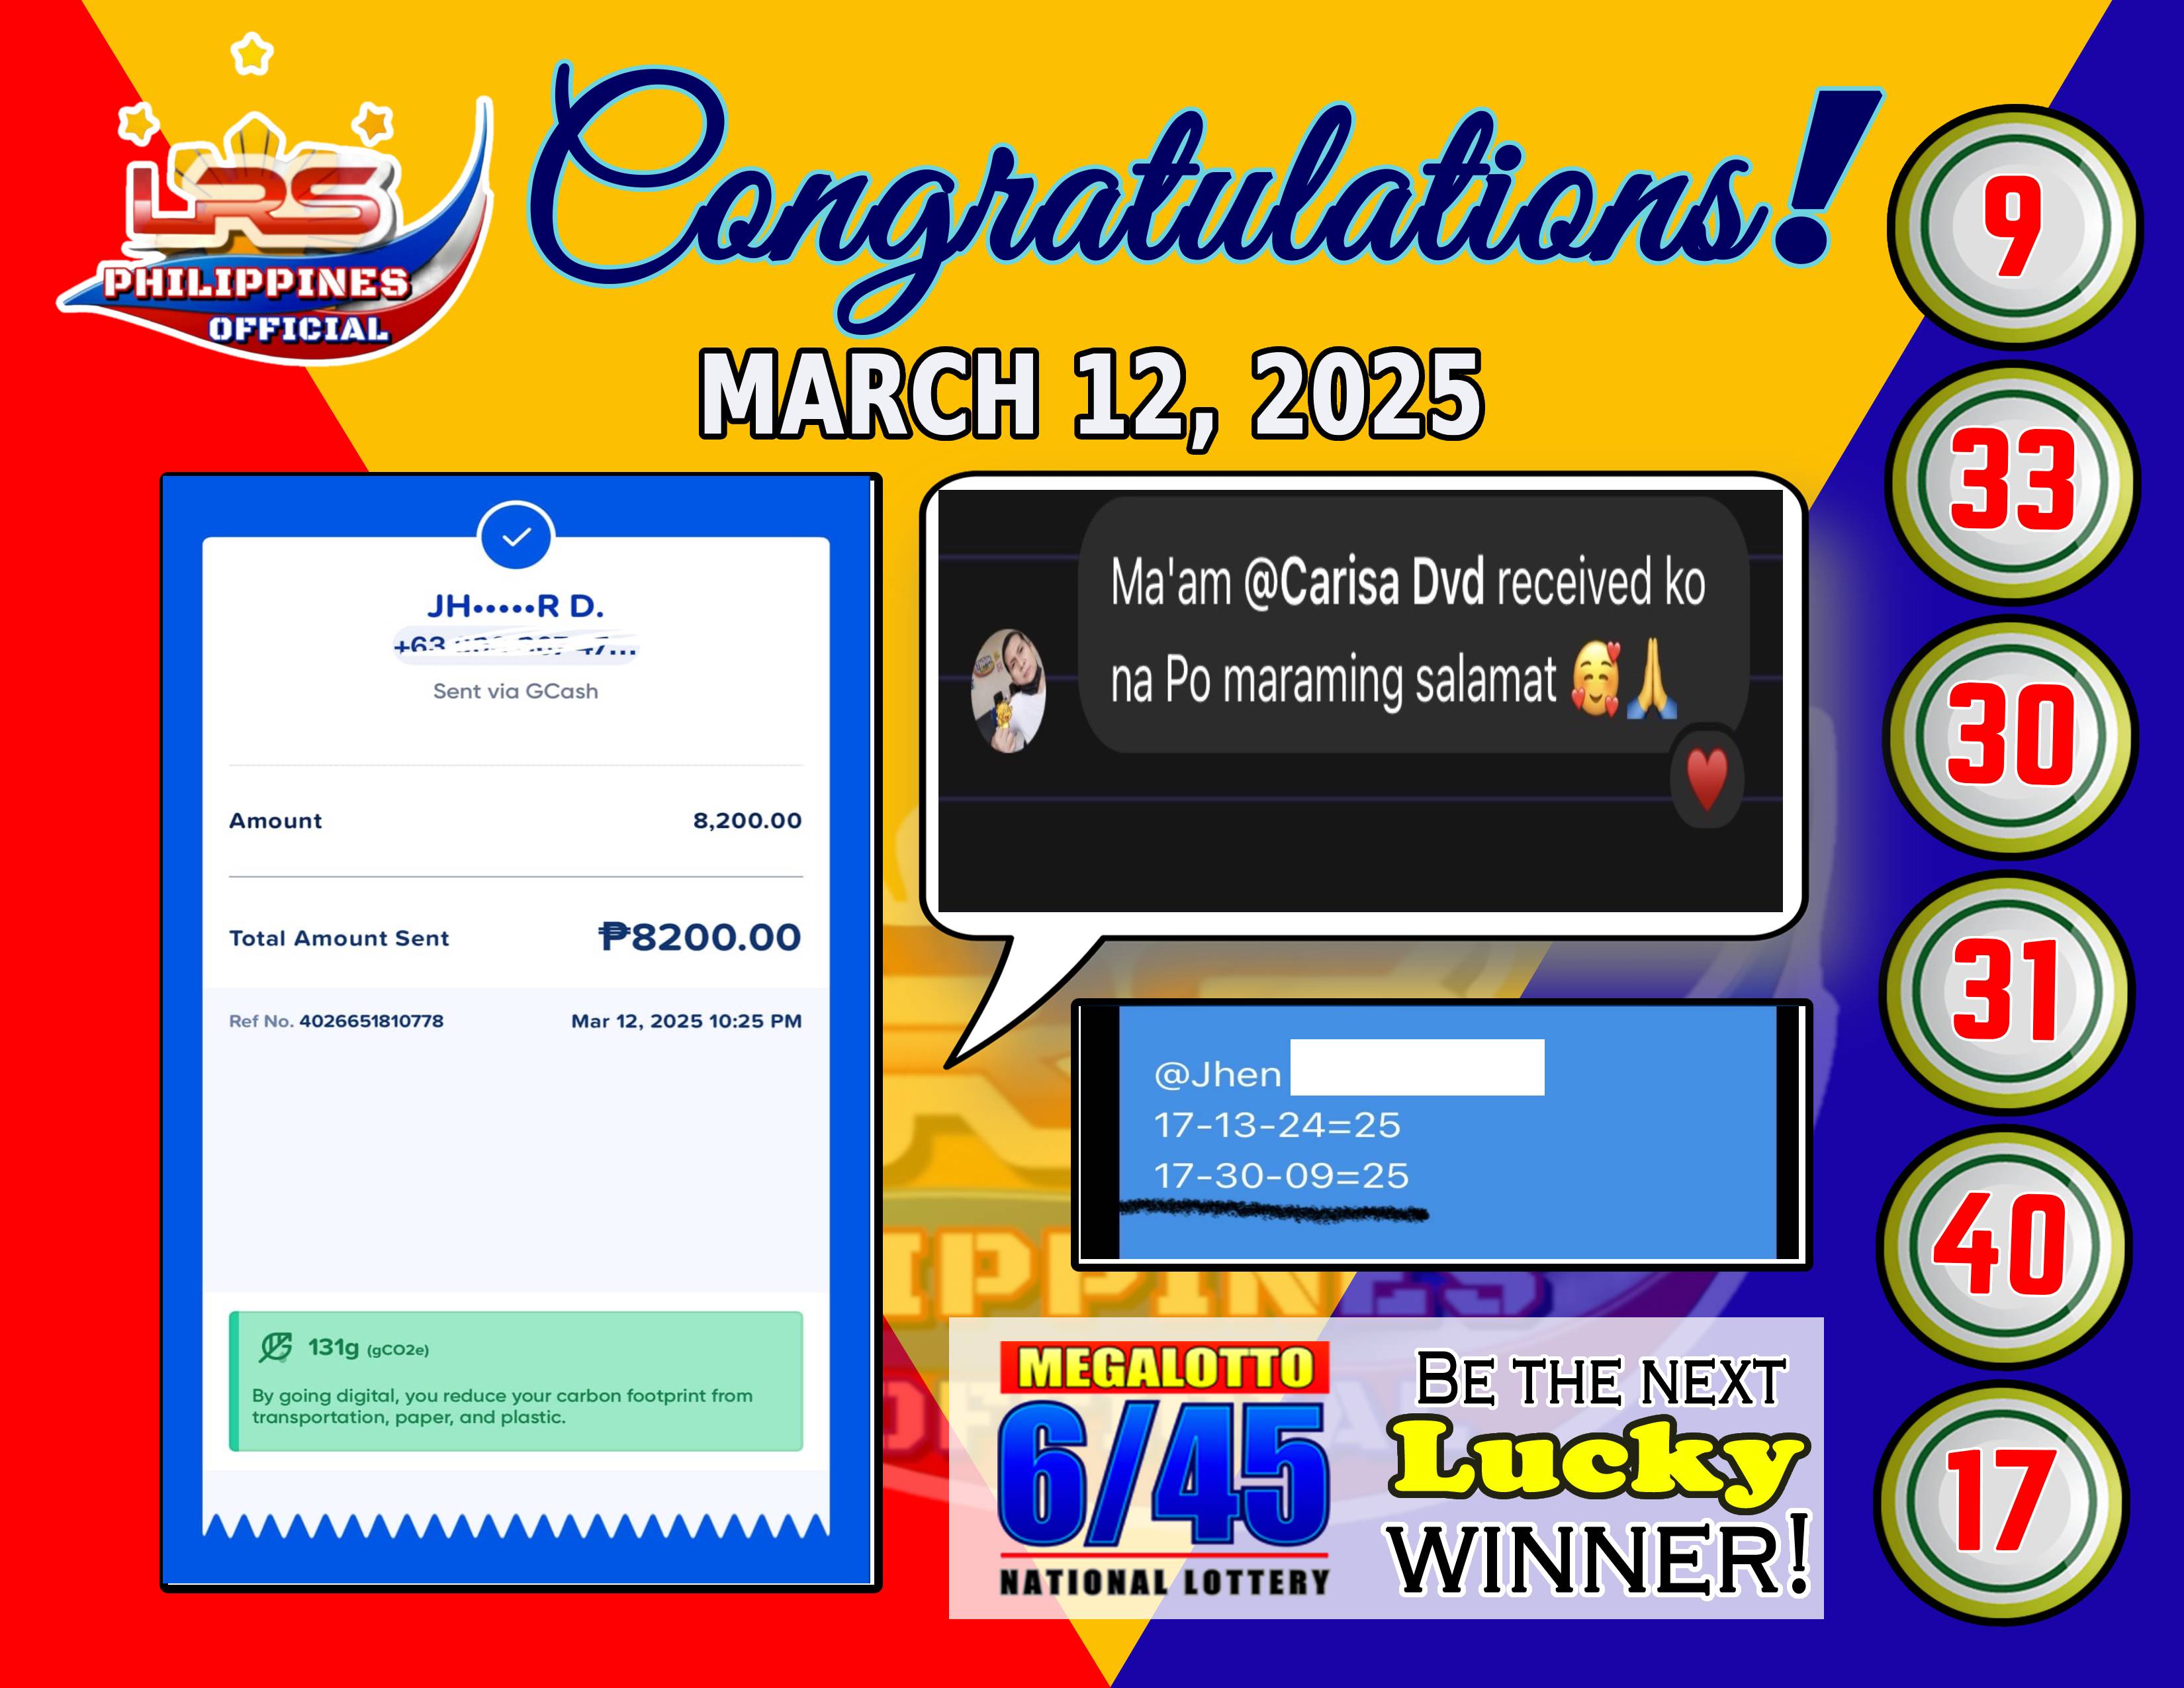 LRS
PHILIPPINES
OFFICIAL
Congratulations!
MARCH 12, 2025
JH•••••R D.
+63
Sent via GCash
Amount 8,200.00
Total Amount Sent ₱8200.00
Ref No. 4026651810778 Mar 12, 2025 10:25 PM
131g (gCO2e)
By going digital, you reduce your carbon footprint from
transportation, paper, and plastic.
Ma'am @Carisa Dvd received ko
na Po maraming salamat 🥰🙏
@Jhen
17-13-24=25
17-30-09=25
MEGALOTTO
6/45
NATIONAL LOTTERY
BE THE NEXT
Lucky
WINNER!
9
33
30
31
40
17